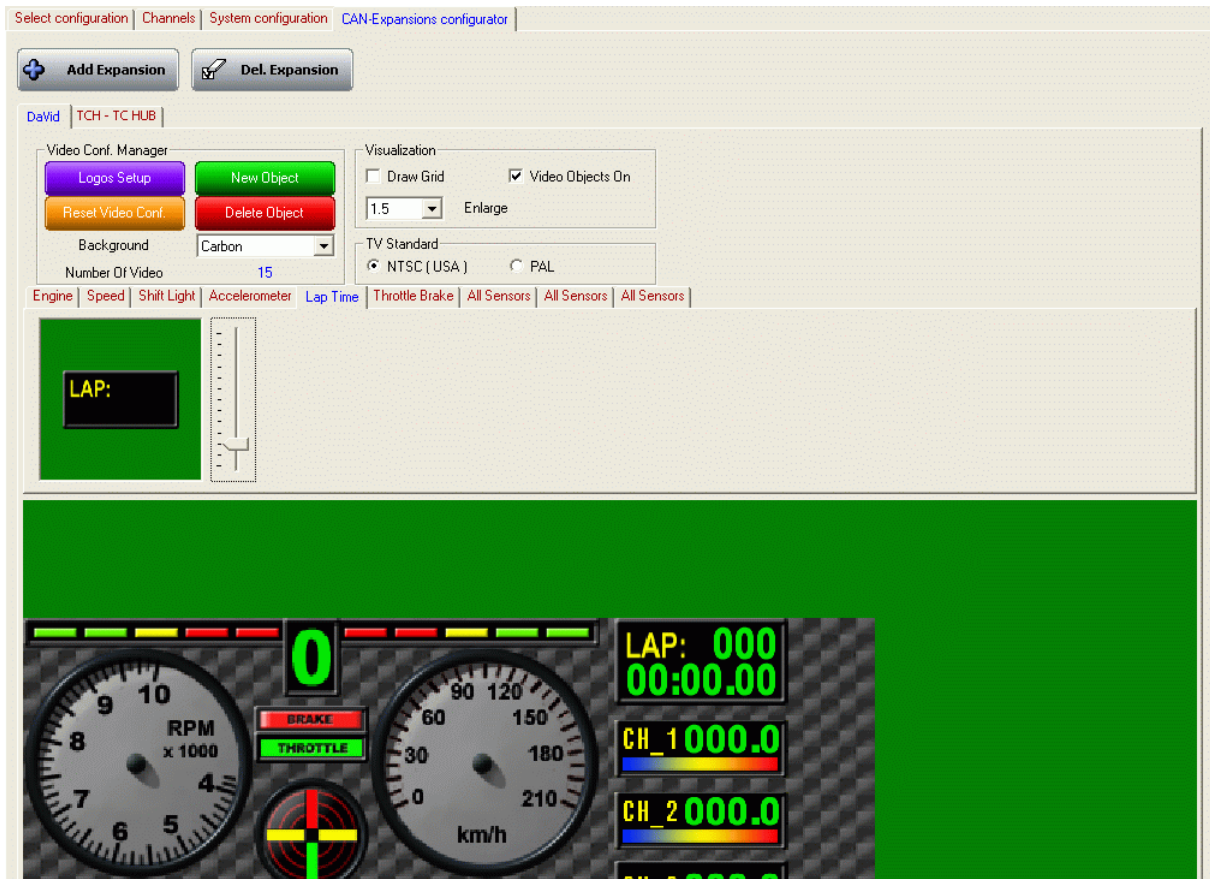 Select configuration Channels System configuration CAN-Expansions configurator
Add Expansion Del. Expansion
DaVid TCH - TC HUB
Video Conf. Manager
Logos Setup New Object
Reset Video Conf. Delete Object
Background Carbon
Number Of Video 15
Visualization
Draw Grid Video Objects On
1.5 Enlarge
TV Standard
NTSC ( USA ) PAL
Engine Speed Shift Light Accelerometer Lap Time Throttle Brake All Sensors All Sensors All Sensors
LAP:
0
LAP: 000
00:00.00
9 10
8
7
6
5
4
RPM
x 1000
BRAKE
THROTTLE
90 120
60 150
30 180
0 210
km/h
CH_1 000.0
CH_2 000.0